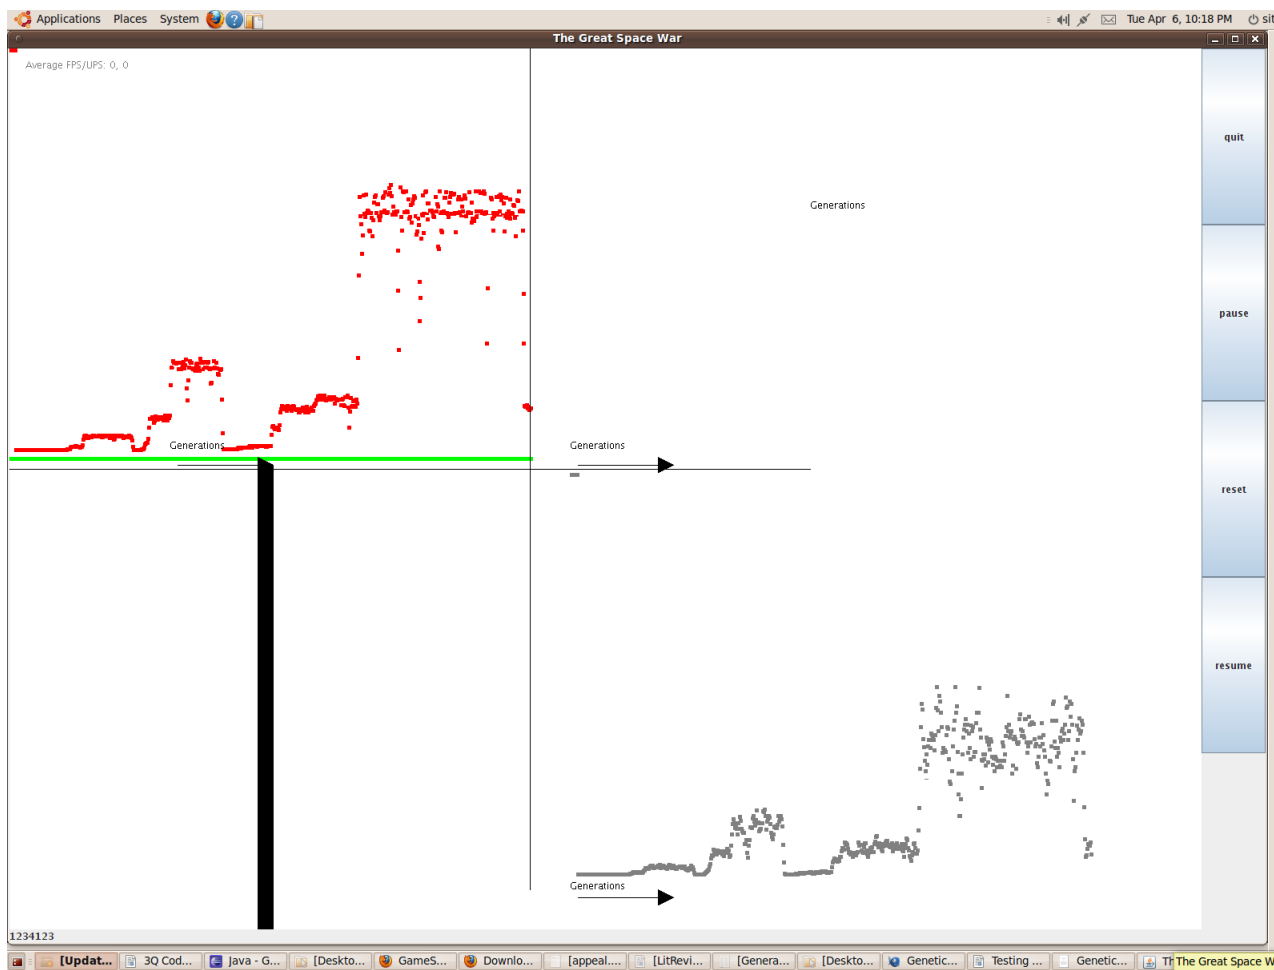 Applications Places System Tue Apr 6, 10:18 PM sit
The Great Space War
Average FPS/UPS: 0, 0
quit
Generations
pause
Generations
Generations
reset
resume
Generations
1234123
[Updat... 3Q Cod... Java - G... [Deskto... GameS... Downlo... [appeal.... [LitRevi... [Genera... [Deskto... Genetic... Testing ... Genetic... Th
The Great Space W